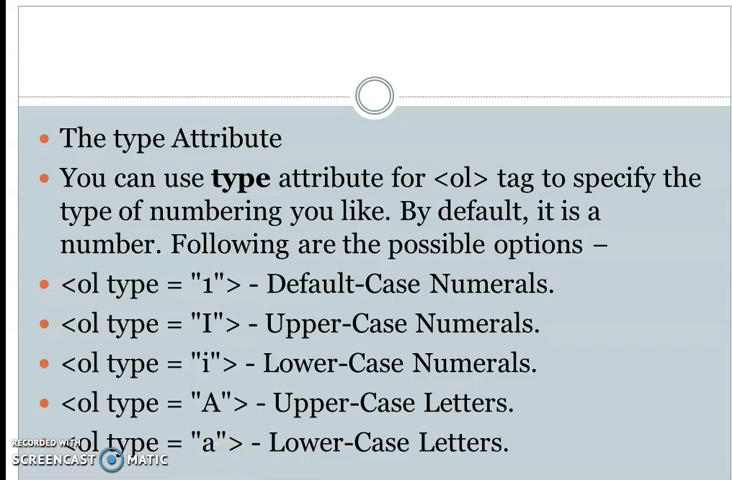 The type Attribute
You can use type attribute for <ol> tag to specify the
type of numbering you like. By default, it is a
number. Following are the possible options –
<ol type = "1"> - Default-Case Numerals.
<ol type = "I"> - Upper-Case Numerals.
<ol type = "i"> - Lower-Case Numerals.
<ol type = "A"> - Upper-Case Letters.
<ol type = "a"> - Lower-Case Letters.
RECORDED WITH
SCREENCAST MATIC